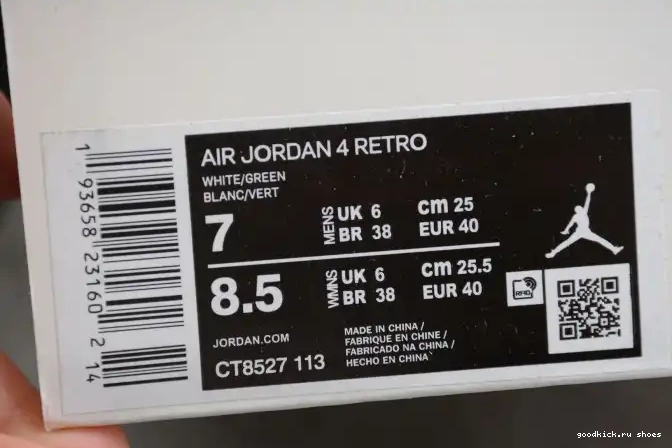 1 93658 23160 2 14
AIR JORDAN 4 RETRO
WHITE/GREEN
BLANC/VERT
7
MENS
UK 6
BR 38
cm 25
EUR 40
8.5
WMNS
UK 6
BR 38
cm 25.5
EUR 40
RFID
JORDAN.COM
CT8527 113
MADE IN CHINA /
FABRIQUE EN CHINE /
FABRICADO NA CHINA /
HECHO EN CHINA
goodkick.ru shoes